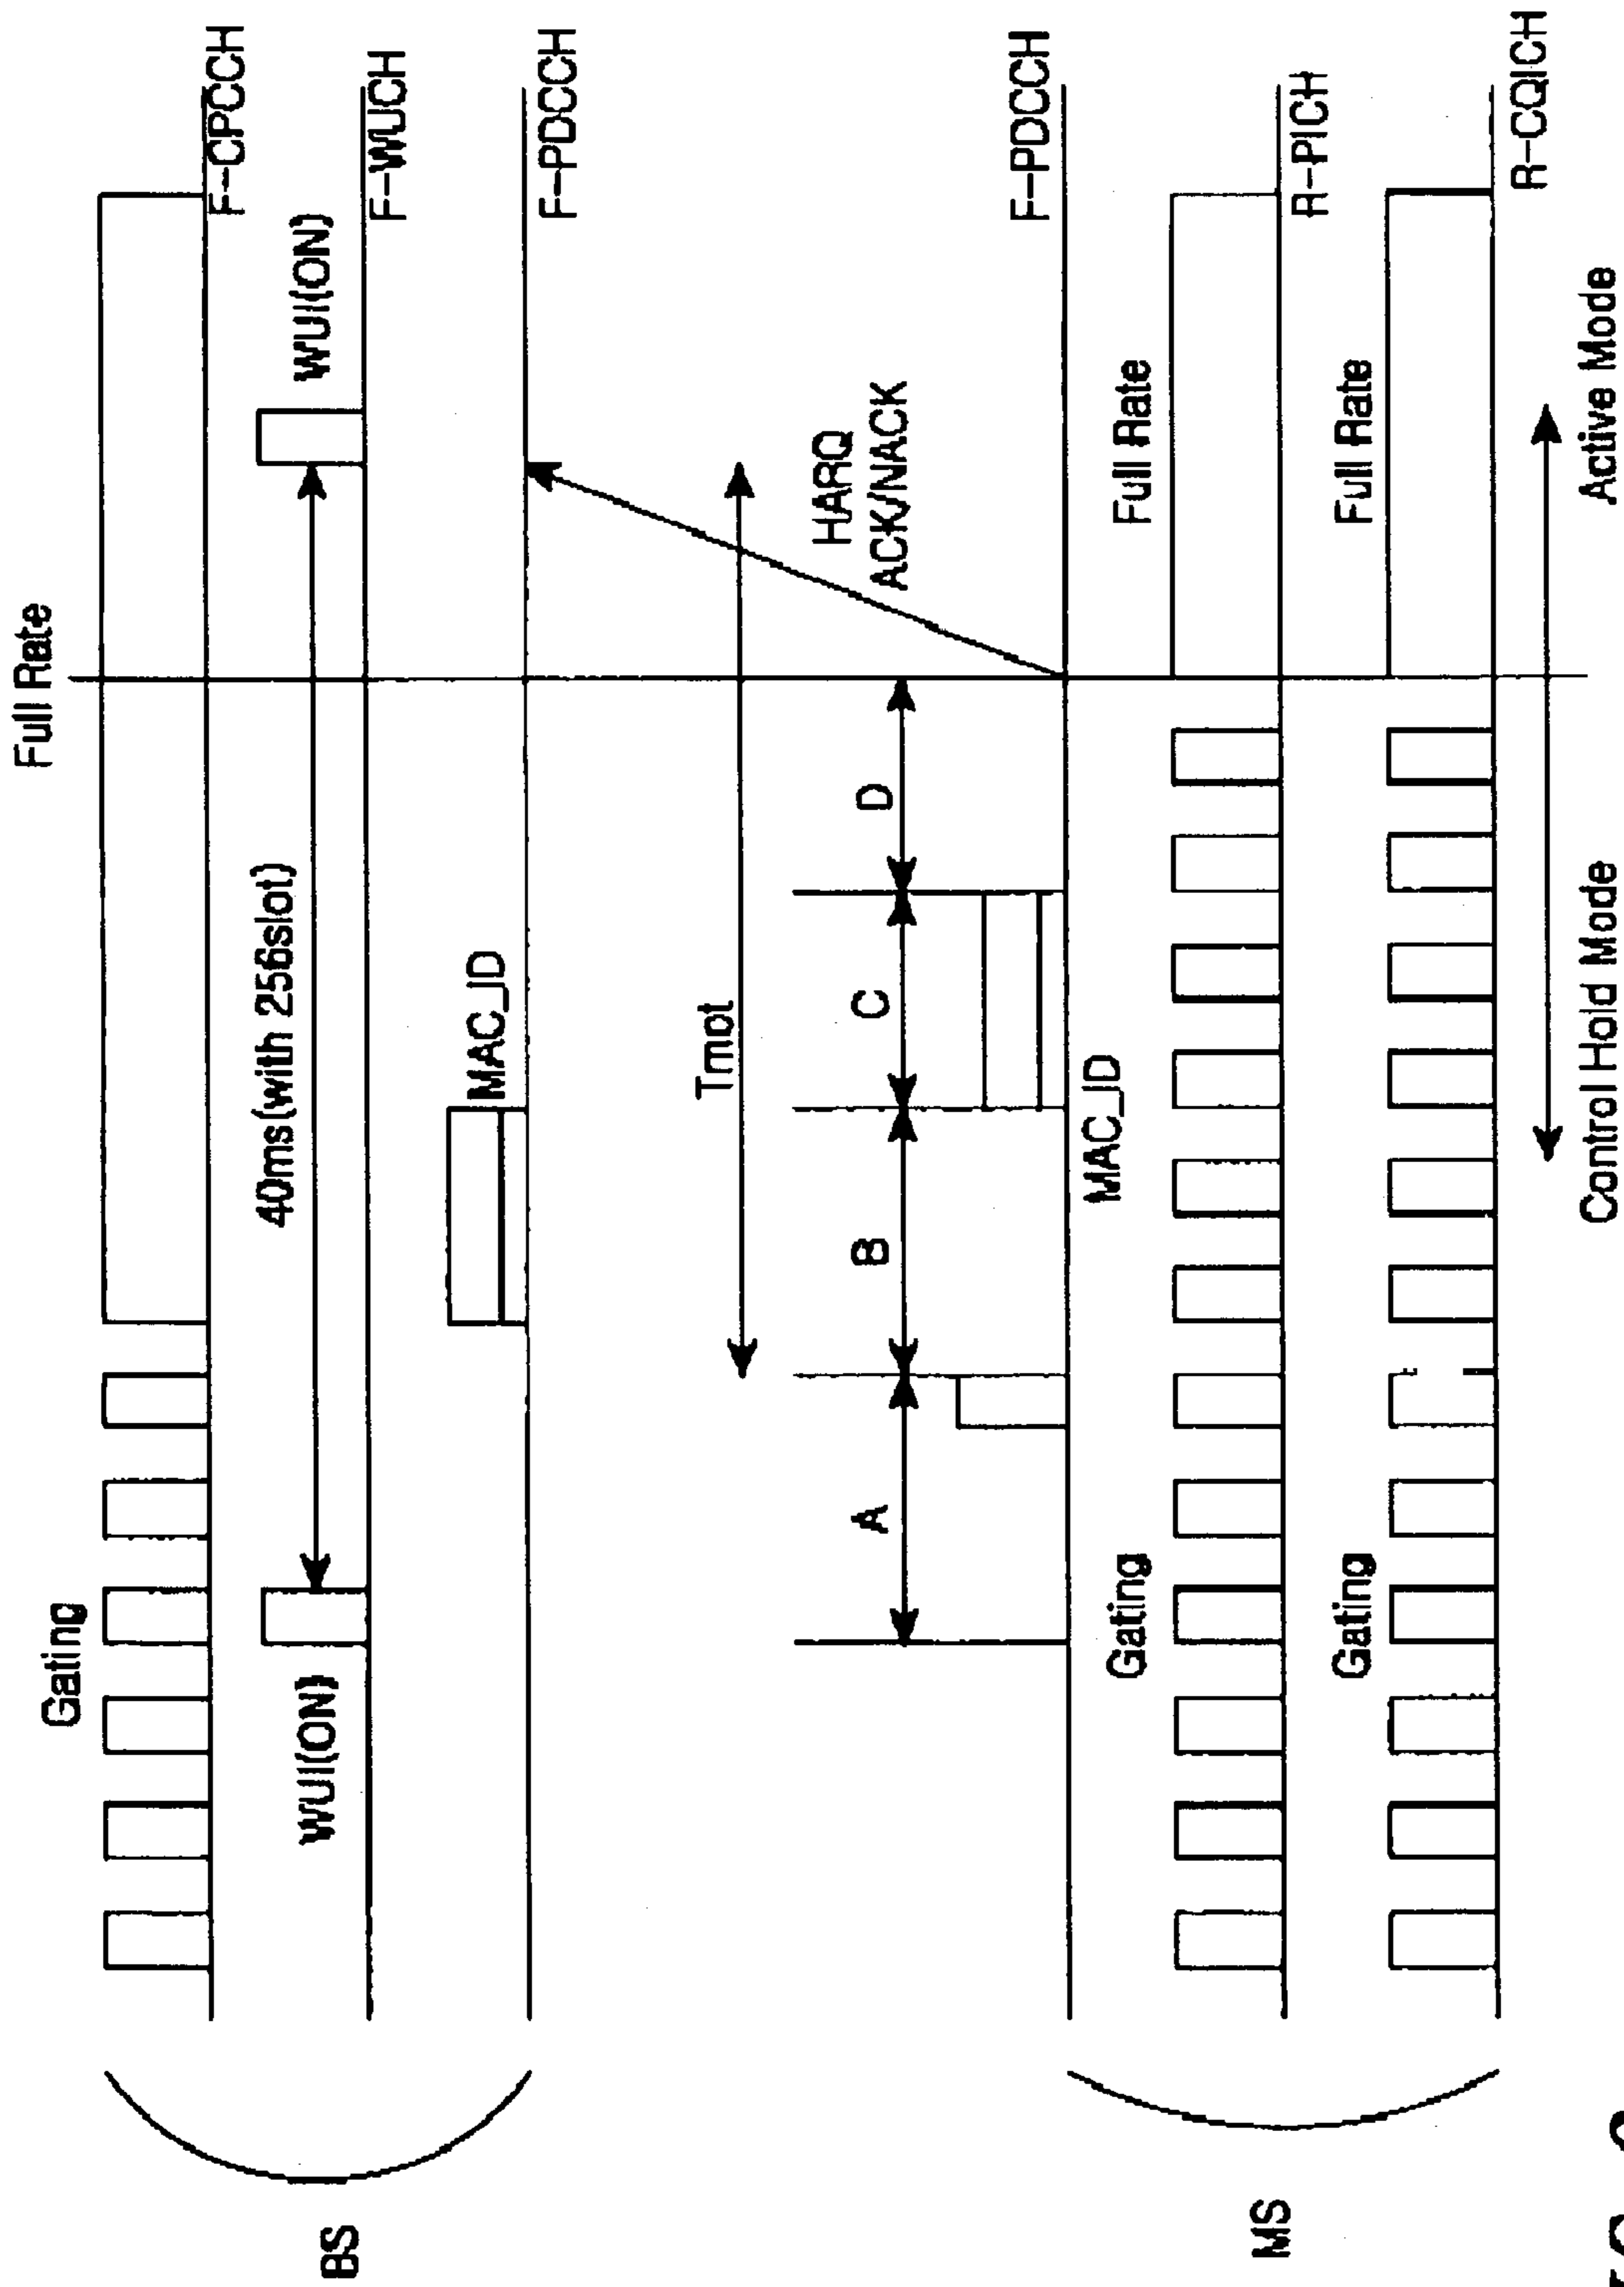 Full Rate
Gating
F-CPCCH
40ms(with 256slot)
WUI(ON)
WUI(ON)
F-WUCH
MAC_ID
F-PDCCH
BS
Tmot
HARQ
ACK/NACK
A
B
C
D
F-PDCCH
MAC_ID
Gating
Full Rate
R-PICH
Gating
Full Rate
R-CQICH
MS
Control Hold Mode
Active Mode